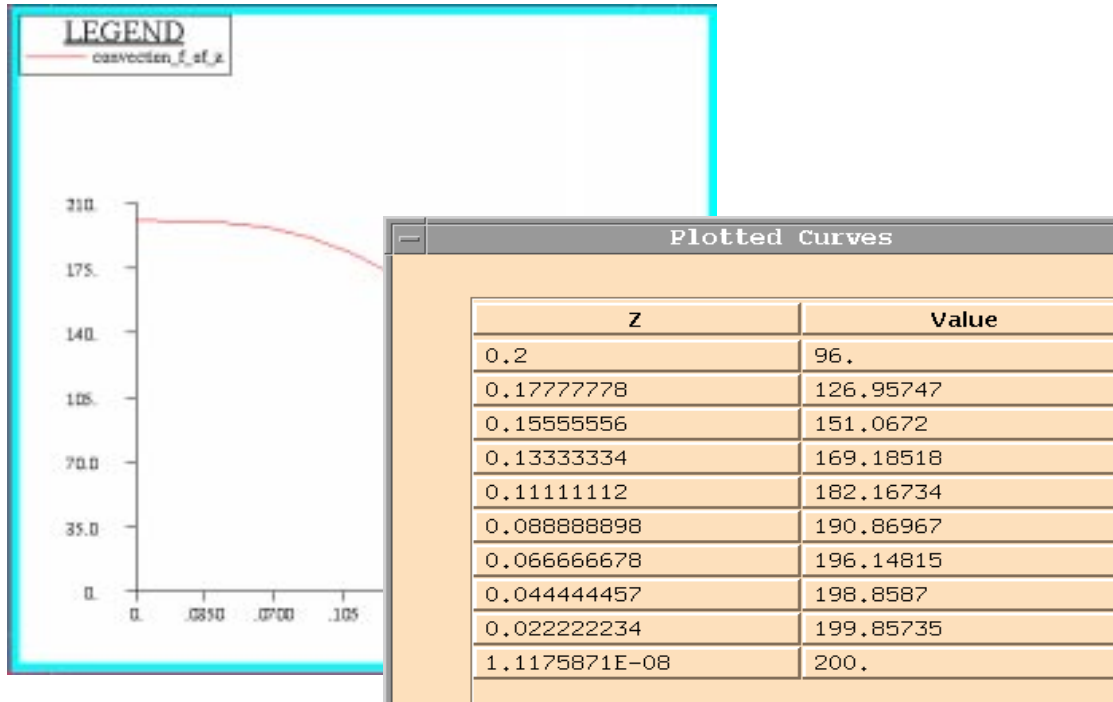 LEGEND
convection_f_of_z
210.
175.
140.
105.
70.0
35.0
0.
0. .0350 .0700 .105
Plotted Curves
Z Value
0.2 96.
0.17777778 126.95747
0.15555556 151.0672
0.13333334 169.18518
0.11111112 182.16734
0.088888898 190.86967
0.066666678 196.14815
0.044444457 198.8587
0.022222234 199.85735
1.1175871E-08 200.